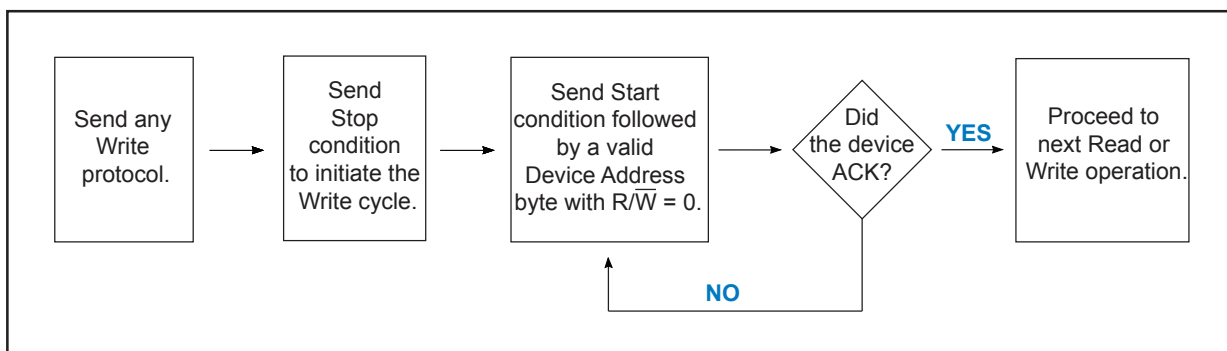 Send any
Write
protocol.
Send
Stop
condition
to initiate the
Write cycle.
Send Start
condition followed
by a valid
Device Address
byte with R/W̅ = 0.
Did
the device
ACK?
YES
NO
Proceed to
next Read or
Write operation.